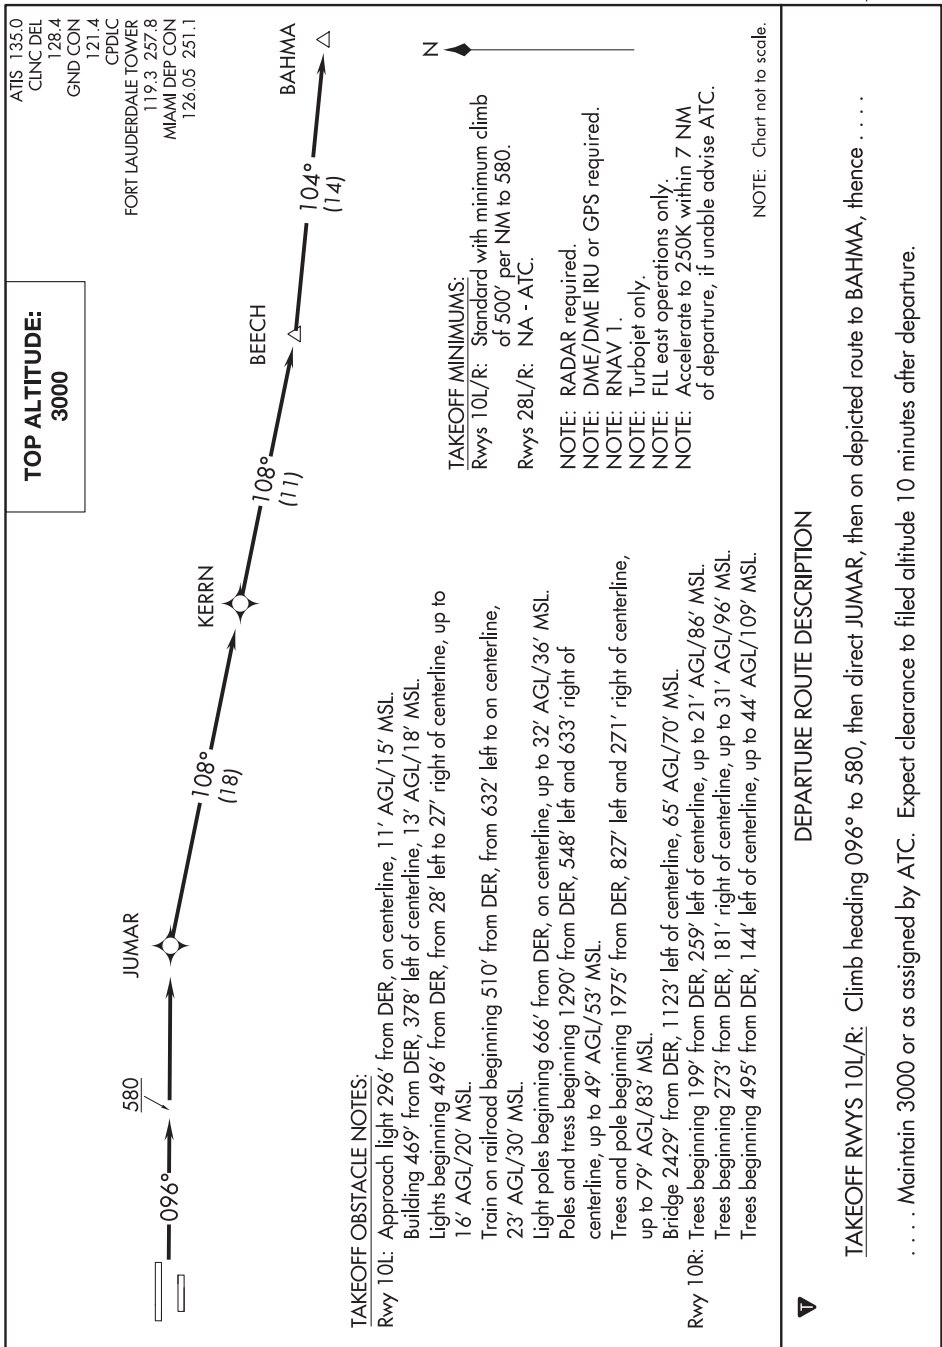 TOP ALTITUDE:
3000
ATIS 135.0
CLNC DEL
128.4
GND CON
121.4
CPDLC
FORT LAUDERDALE TOWER
119.3 257.8
MIAMI DEP CON
126.05 251.1
580
096°
JUMAR
108°
(18)
KERRN
108°
(11)
BEECH
104°
(14)
BAHMA
N
TAKEOFF MINIMUMS:
Rwys 10L/R: Standard with minimum climb
of 500' per NM to 580.
Rwys 28L/R: NA - ATC.
NOTE: RADAR required.
NOTE: DME/DME IRU or GPS required.
NOTE: RNAV 1.
NOTE: Turbojet only.
NOTE: FLL east operations only.
NOTE: Accelerate to 250K within 7 NM
of departure, if unable advise ATC.
NOTE: Chart not to scale.
TAKEOFF OBSTACLE NOTES:
Rwy 10L: Approach light 296' from DER, on centerline, 11' AGL/15' MSL.
Building 469' from DER, 378' left of centerline, 13' AGL/18' MSL.
Lights beginning 496' from DER, from 28' left to 27' right of centerline, up to
16' AGL/20' MSL.
Train on railroad beginning 510' from DER, from 632' left to on centerline,
23' AGL/30' MSL.
Light poles beginning 666' from DER, on centerline, up to 32' AGL/36' MSL.
Poles and tress beginning 1290' from DER, 548' left and 633' right of
centerline, up to 49' AGL/53' MSL.
Trees and pole beginning 1975' from DER, 827' left and 271' right of centerline,
up to 79' AGL/83' MSL.
Bridge 2429' from DER, 1123' left of centerline, 65' AGL/70' MSL.
Rwy 10R: Trees beginning 199' from DER, 259' left of centerline, up to 21' AGL/86' MSL.
Trees beginning 273' from DER, 181' right of centerline, up to 31' AGL/96' MSL.
Trees beginning 495' from DER, 144' left of centerline, up to 44' AGL/109' MSL.
T
DEPARTURE ROUTE DESCRIPTION
TAKEOFF RWYS 10L/R: Climb heading 096° to 580, then direct JUMAR, then on depicted route to BAHMA, thence . . . .
. . . . Maintain 3000 or as assigned by ATC. Expect clearance to filed altitude 10 minutes after departure.